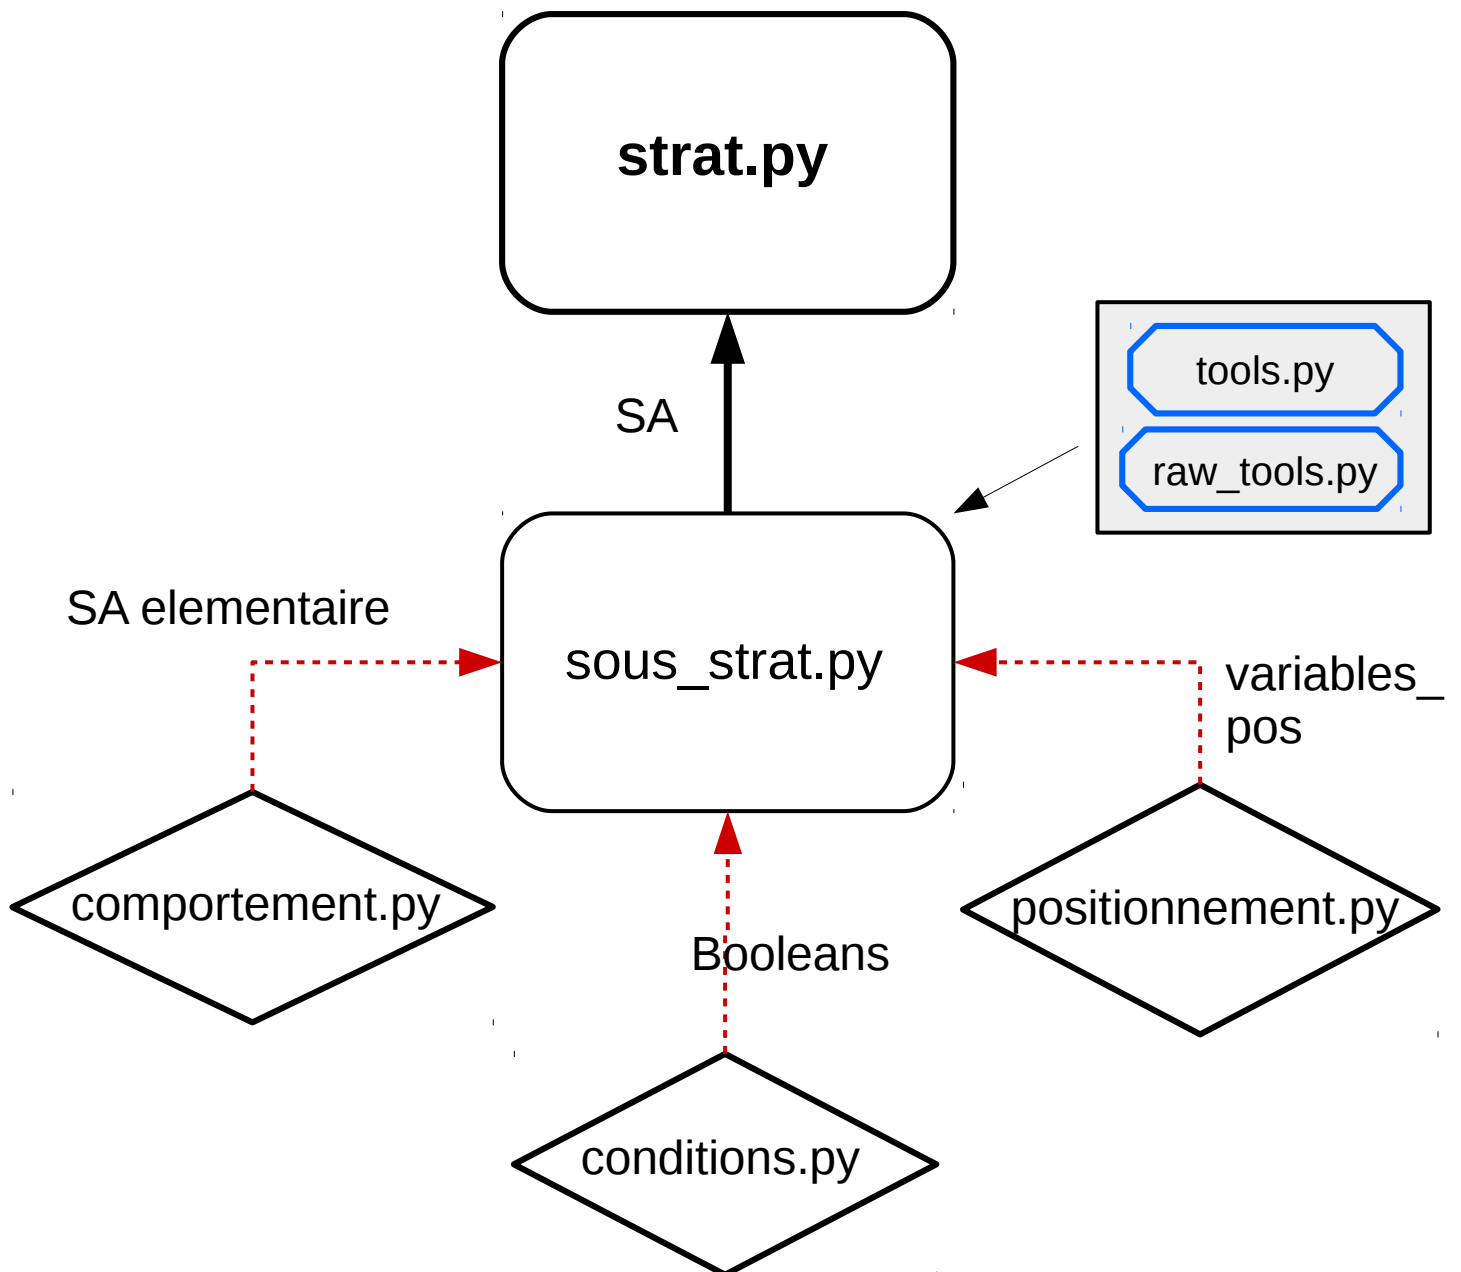 strat.py
tools.py
SA
raw_tools.py
SA elementaire
sous_strat.py
variables_
pos
comportement.py
positionnement.py
Booleans
conditions.py